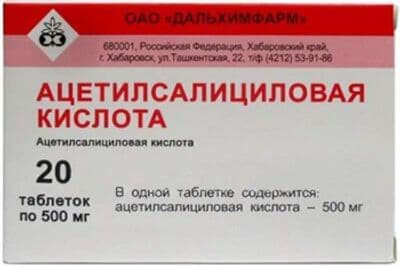 ОАО «ДАЛЬХИМФАРМ»
680001, Российская Федерация, Хабаровский край,
г. Хабаровск, ул.Ташкентская, 22, т/ф (4212) 53-91-86
АЦЕТИЛСАЛИЦИЛОВАЯ
КИСЛОТА
Ацетилсалициловая кислота
20
таблеток
по 500 мг
В одной таблетке содержится:
ацетилсалициловая кислота – 500 мг